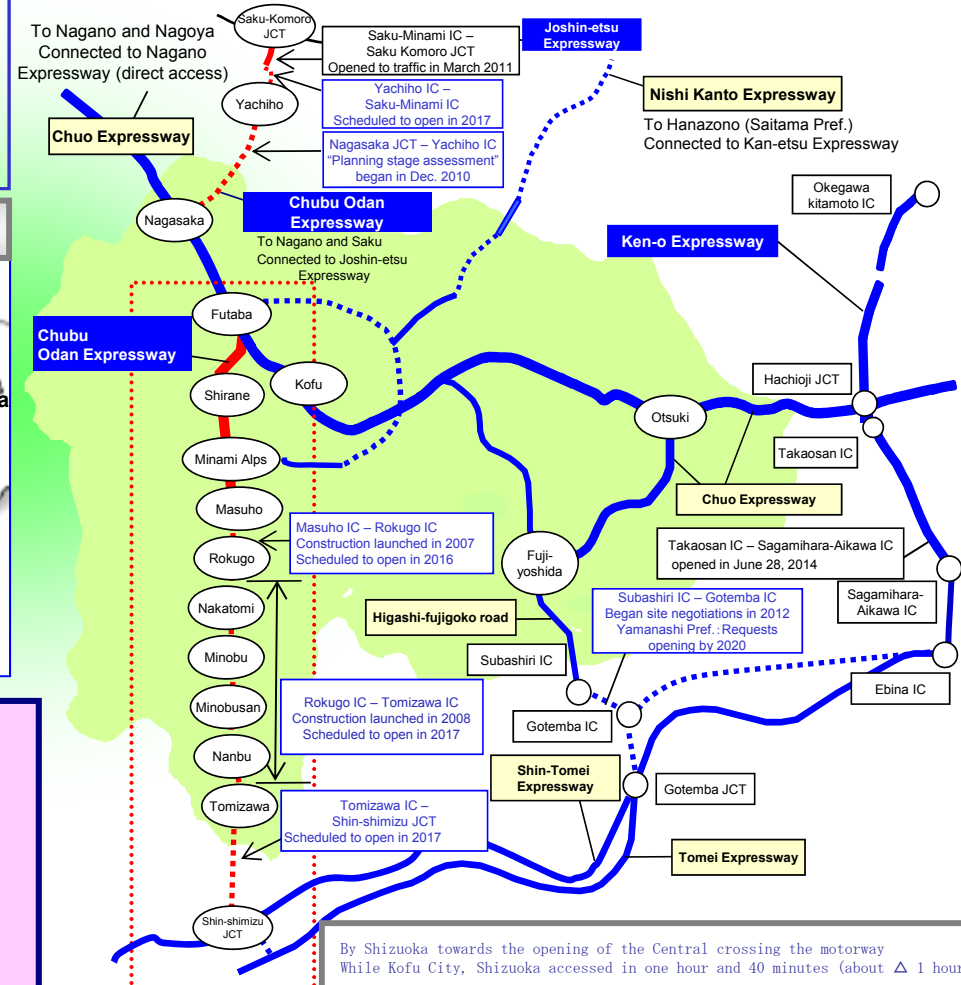 Saku-Komoro
JCT
To Nagano and Nagoya
Connected to Nagano
Expressway (direct access)
Saku-Minami IC –
Saku Komoro JCT
Opened to traffic in March 2011
Joshin-etsu
Expressway
Yachiho IC –
Saku-Minami IC
Scheduled to open in 2017
Yachiho
Nishi Kanto Expressway
To Hanazono (Saitama Pref.)
Connected to Kan-etsu Expressway
Chuo Expressway
Nagasaka JCT – Yachiho IC
“Planning stage assessment”
began in Dec. 2010
Okegawa
kitamoto IC
Nagasaka
Chubu Odan
Expressway
To Nagano and Saku
Connected to Joshin-etsu
Expressway
Ken-o Expressway
Futaba
Chubu
Odan Expressway
Kofu
Shirane
Hachioji JCT
Otsuki
Takaosan IC
Minami Alps
Chuo Expressway
Masuho
Masuho IC – Rokugo IC
Construction launched in 2007
Scheduled to open in 2016
Rokugo
Takaosan IC – Sagamihara-Aikawa IC
opened in June 28, 2014
Fuji-
yoshida
Sagamihara-
Aikawa IC
Nakatomi
Higashi-fujigoko road
Subashiri IC – Gotemba IC
Began site negotiations in 2012
Yamanashi Pref.: Requests
opening by 2020
Minobu
Subashiri IC
Ebina IC
Minobusan
Rokugo IC – Tomizawa IC
Construction launched in 2008
Scheduled to open in 2017
Gotemba IC
Nanbu
Shin-Tomei
Expressway
Gotemba JCT
Tomizawa
Tomizawa IC –
Shin-shimizu JCT
Scheduled to open in 2017
Tomei Expressway
Shin-shimizu
JCT
By Shizuoka towards the opening of the Central crossing the motorway
While Kofu City, Shizuoka accessed in one hour and 40 minutes (about △ 1 hour
a